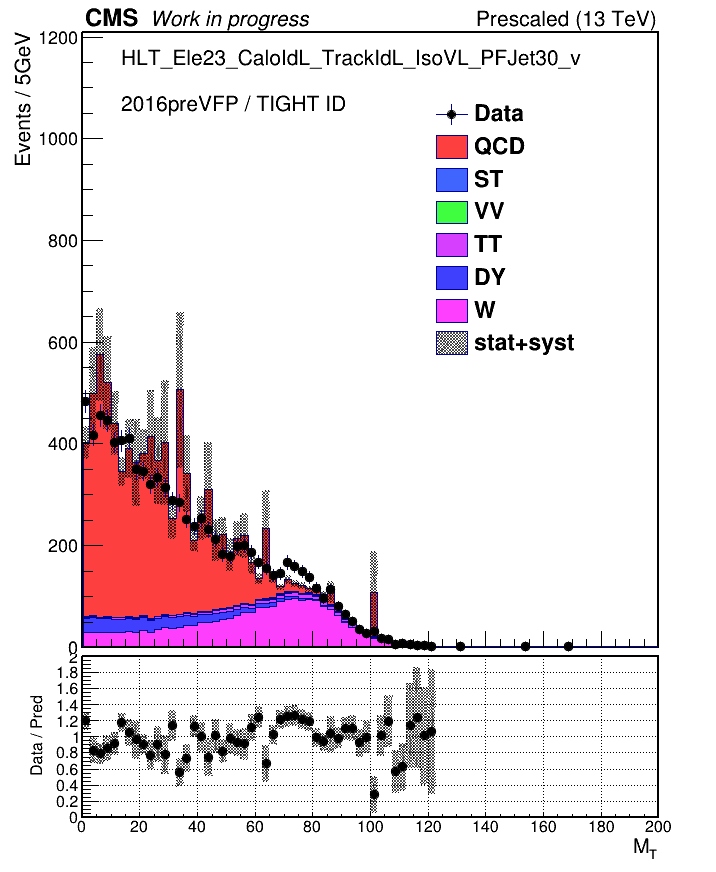 CMS Work in progress Prescaled (13 TeV)
HLT_Ele23_CaloIdL_TrackIdL_IsoVL_PFJet30_v
2016preVFP / TIGHT ID
Data
QCD
ST
VV
TT
DY
W
stat+syst
Events / 5GeV
1200
1000
800
600
400
200
0
Data / Pred
2
1.8
1.6
1.4
1.2
1
0.8
0.6
0.4
0.2
0
0 20 40 60 80 100 120 140 160 180 200
M_T